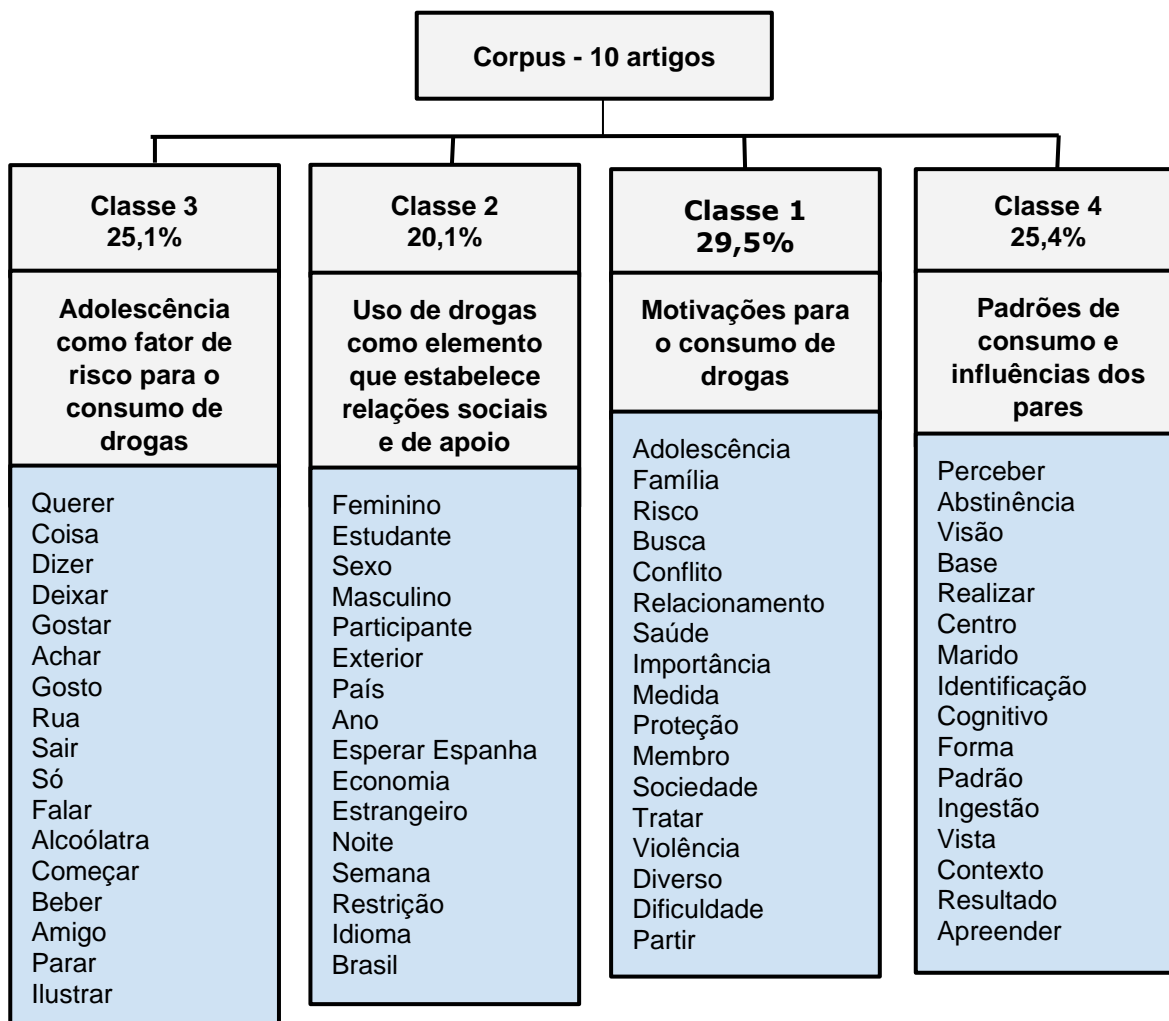 Corpus - 10 artigos
Classe 3
25,1%
Adolescência
como fator de
risco para o
consumo de
drogas
Querer
Coisa
Dizer
Deixar
Gostar
Achar
Gosto
Rua
Sair
Só
Falar
Alcoólatra
Começar
Beber
Amigo
Parar
Ilustrar
Classe 2
20,1%
Uso de drogas
como elemento
que estabelece
relações sociais
e de apoio
Feminino
Estudante
Sexo
Masculino
Participante
Exterior
País
Ano
Esperar Espanha
Economia
Estrangeiro
Noite
Semana
Restrição
Idioma
Brasil
Classe 1
29,5%
Motivações para
o consumo de
drogas
Adolescência
Família
Risco
Busca
Conflito
Relacionamento
Saúde
Importância
Medida
Proteção
Membro
Sociedade
Tratar
Violência
Diverso
Dificuldade
Partir
Classe 4
25,4%
Padrões de
consumo e
influências dos
pares
Perceber
Abstinência
Visão
Base
Realizar
Centro
Marido
Identificação
Cognitivo
Forma
Padrão
Ingestão
Vista
Contexto
Resultado
Apreender